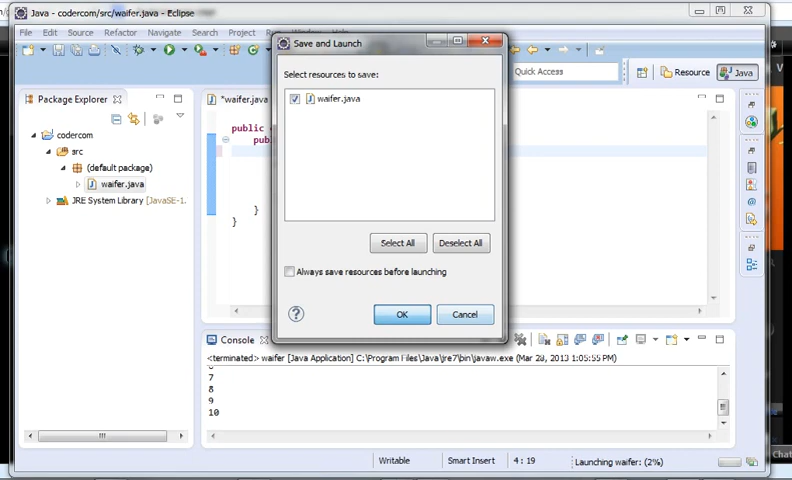 Java - codercom/src/waifer.java - Eclipse
File Edit Source Refactor Navigate Search Project
Save and Launch
Quick Access
Resource
Java
Package Explorer
codercom
src
(default package)
waifer.java
JRE System Library [JavaSE-1.
*waifer.java
public
}
}
Select resources to save:
waifer.java
Select All
Deselect All
Always save resources before launching
OK
Cancel
Console
<terminated> waifer [Java Application] C:\Program Files\Java\jre7\bin\javaw.exe (Mar 28, 2013 1:05:55 PM)
7
8
9
10
Writable
Smart Insert
4 : 19
Launching waifer: (2%)
Chat